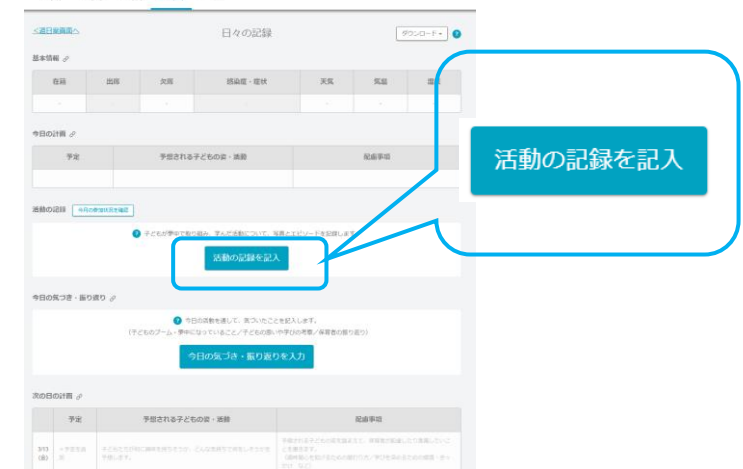 ＜週日案画面へ
日々の記録
ダウンロード
基本情報
在籍 出席 欠席 感染症・症状 天気 気温
- - - - - -
今日の計画
予定 予想される子どもの姿・活動 配慮事項
活動の記録 今月の参加状況を確認
子どもが夢中で取り組み、学んだ活動について、写真とエピソードを記録しま
活動の記録を記入
活動の記録を記入
今日の気づき・振り返り
今日の活動を通して、気づいたことを記入します。
(子どものブーム・夢中になっていること／子どもの思いや学びの考察／保育者の振り返り)
今日の気づき・振り返りを入力
次の日の計画
予定 予想される子どもの姿・活動 配慮事項
3/13
(金)